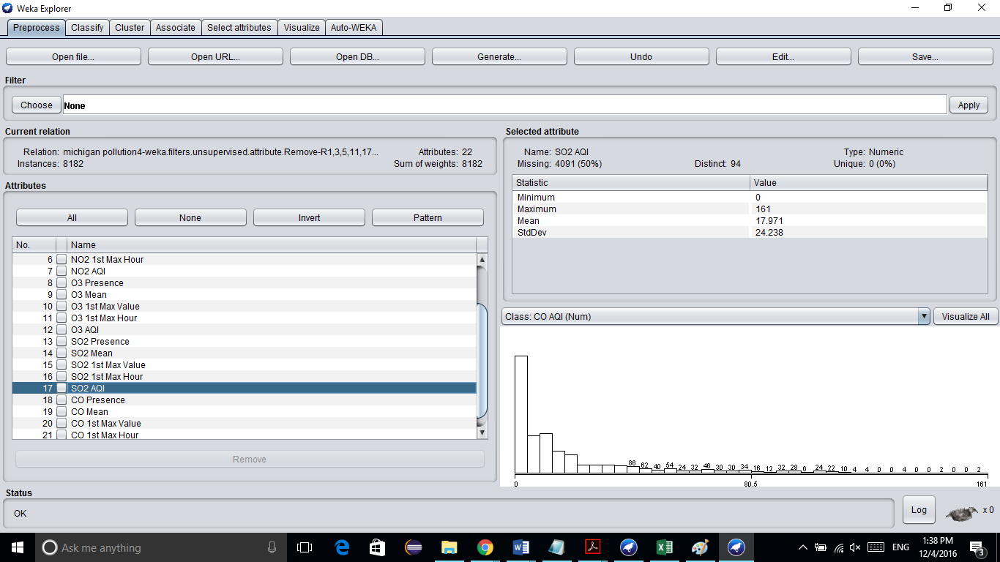 Weka Explorer
Preprocess Classify Cluster Associate Select attributes Visualize Auto-WEKA
Open file... Open URL... Open DB... Generate... Undo Edit... Save...
Filter
Choose None Apply
Current relation
Relation: michigan pollution4-weka.filters.unsupervised.attribute.Remove-R1,3,5,11,17... Attributes: 22
Instances: 8182 Sum of weights: 8182
Attributes
All None Invert Pattern
No. Name
6 NO2 1st Max Hour
7 NO2 AQI
8 O3 Presence
9 O3 Mean
10 O3 1st Max Value
11 O3 1st Max Hour
12 O3 AQI
13 SO2 Presence
14 SO2 Mean
15 SO2 1st Max Value
16 SO2 1st Max Hour
17 SO2 AQI
18 CO Presence
19 CO Mean
20 CO 1st Max Value
21 CO 1st Max Hour
Remove
Selected attribute
Name: SO2 AQI Type: Numeric
Missing: 4091 (50%) Distinct: 94 Unique: 0 (0%)
Statistic Value
Minimum 0
Maximum 161
Mean 17.971
StdDev 24.238
Class: CO AQI (Num) Visualize All
86 62 40 54 24 32 46 30 30 34 16 12 32 28 6 24 22 10 4 4 0 0 4 0 0 2 0 0 2
0 80.5 161
Status
OK
Log x 0
Ask me anything
ENG
1:38 PM
12/4/2016
3